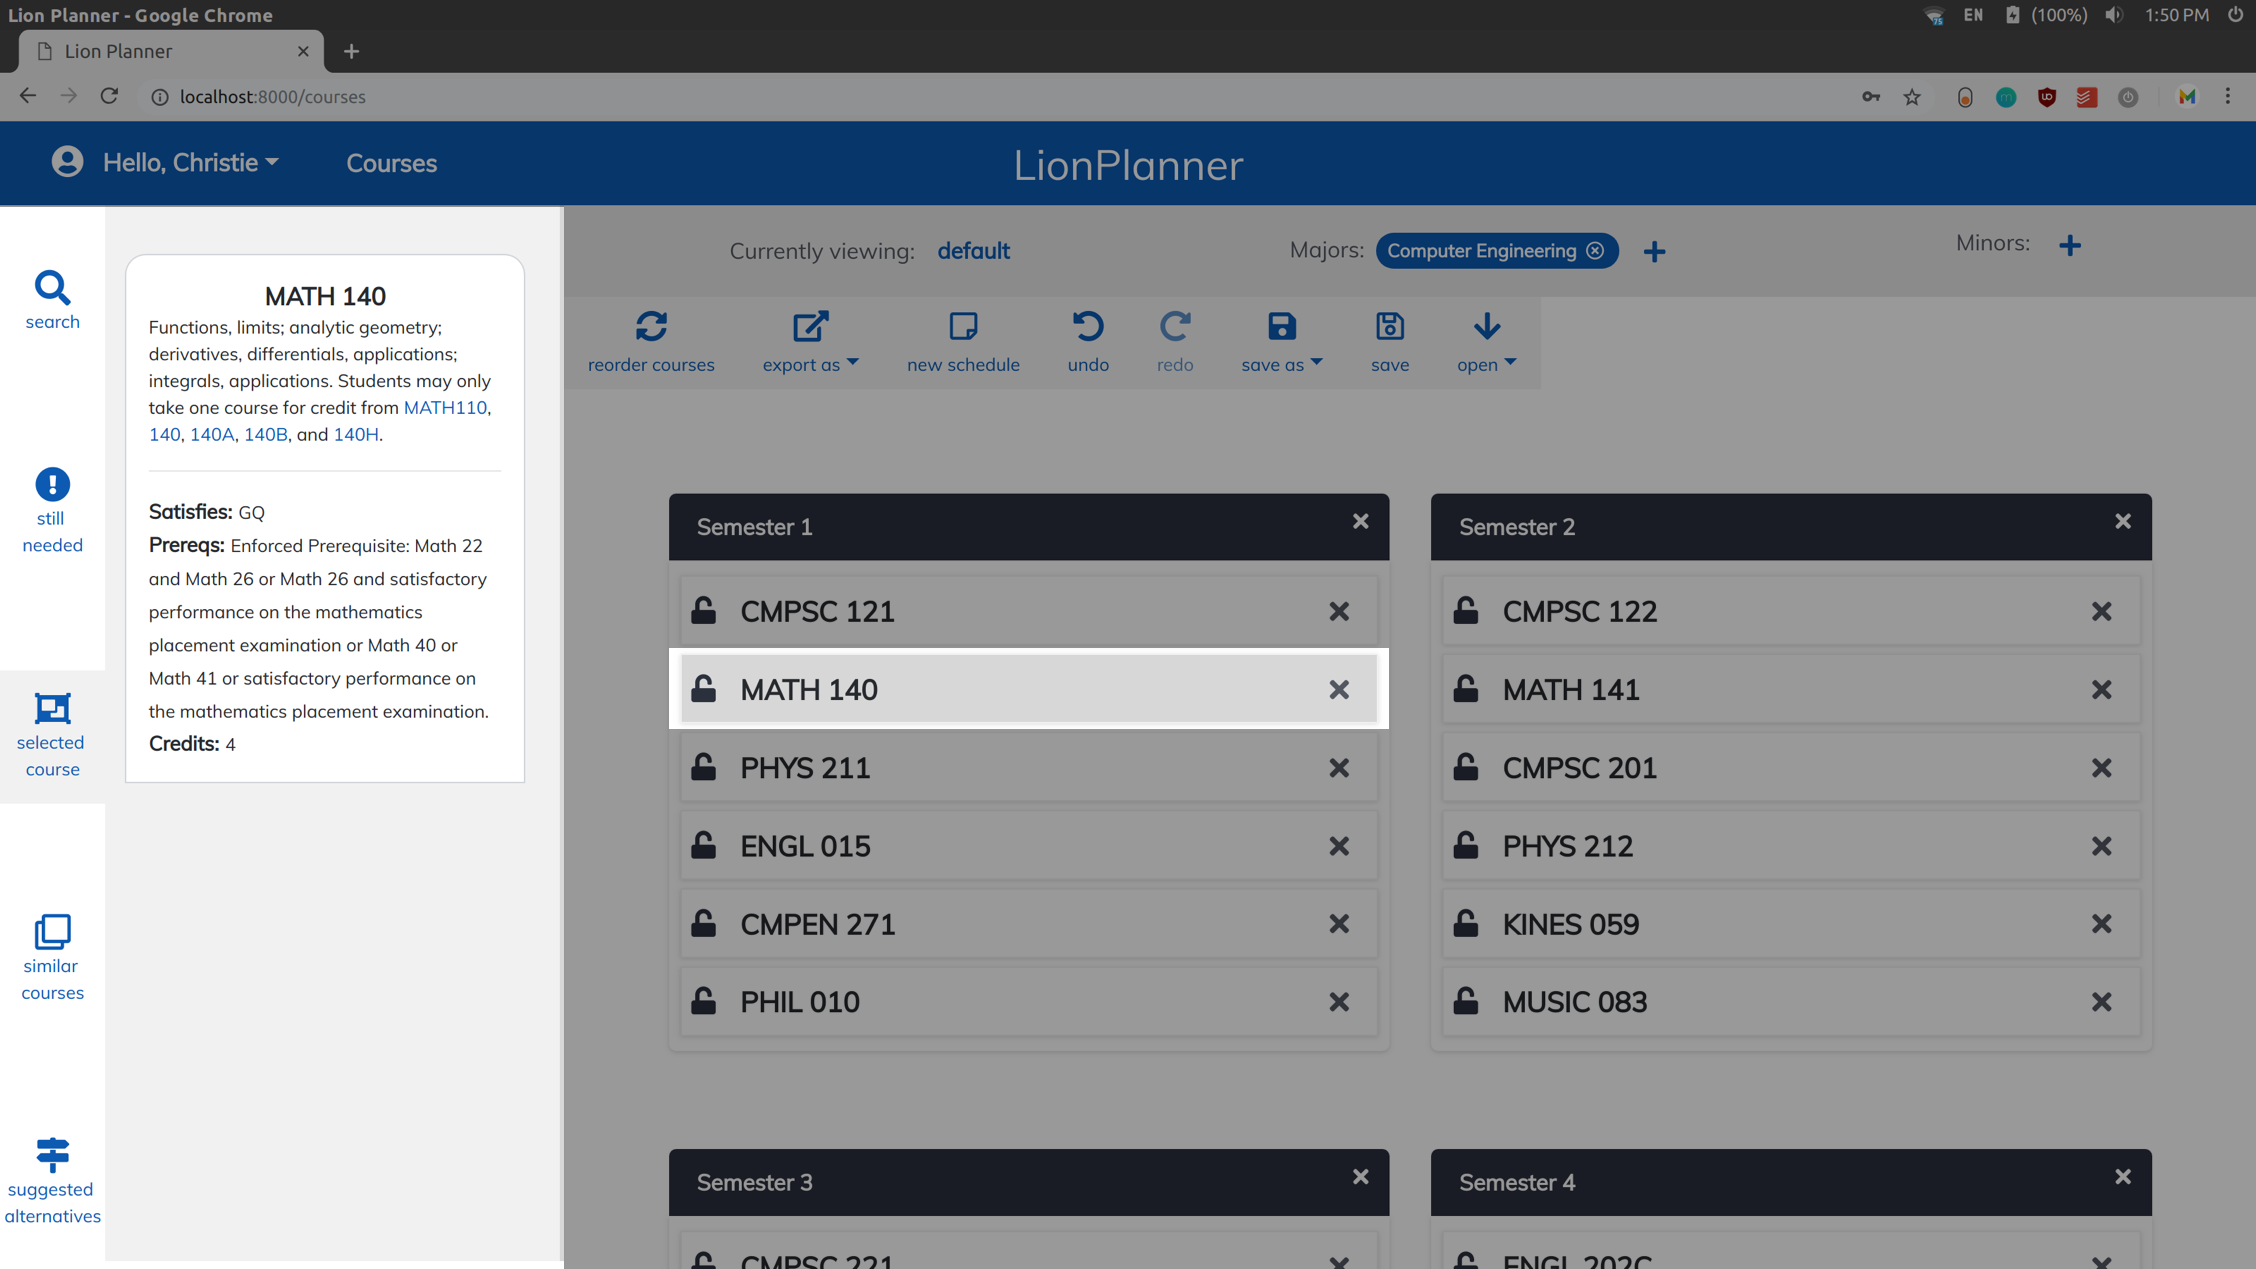 Lion Planner - Google Chrome
75 EN (100%) 1:50 PM
Lion Planner
localhost:8000/courses
Hello, Christie Courses LionPlanner
search
still
needed
selected
course
similar
courses
suggested
alternatives
MATH 140
Functions, limits; analytic geometry;
derivatives, differentials, applications;
integrals, applications. Students may only
take one course for credit from MATH110,
140, 140A, 140B, and 140H.
Satisfies: GQ
Prereqs: Enforced Prerequisite: Math 22
and Math 26 or Math 26 and satisfactory
performance on the mathematics
placement examination or Math 40 or
Math 41 or satisfactory performance on
the mathematics placement examination.
Credits: 4
Currently viewing: default Majors: Computer Engineering Minors:
reorder courses export as new schedule undo redo save as save open
Semester 1
CMPSC 121
MATH 140
PHYS 211
ENGL 015
CMPEN 271
PHIL 010
Semester 2
CMPSC 122
MATH 141
CMPSC 201
PHYS 212
KINES 059
MUSIC 083
Semester 3
CMPSC 221
Semester 4
ENGL 202C